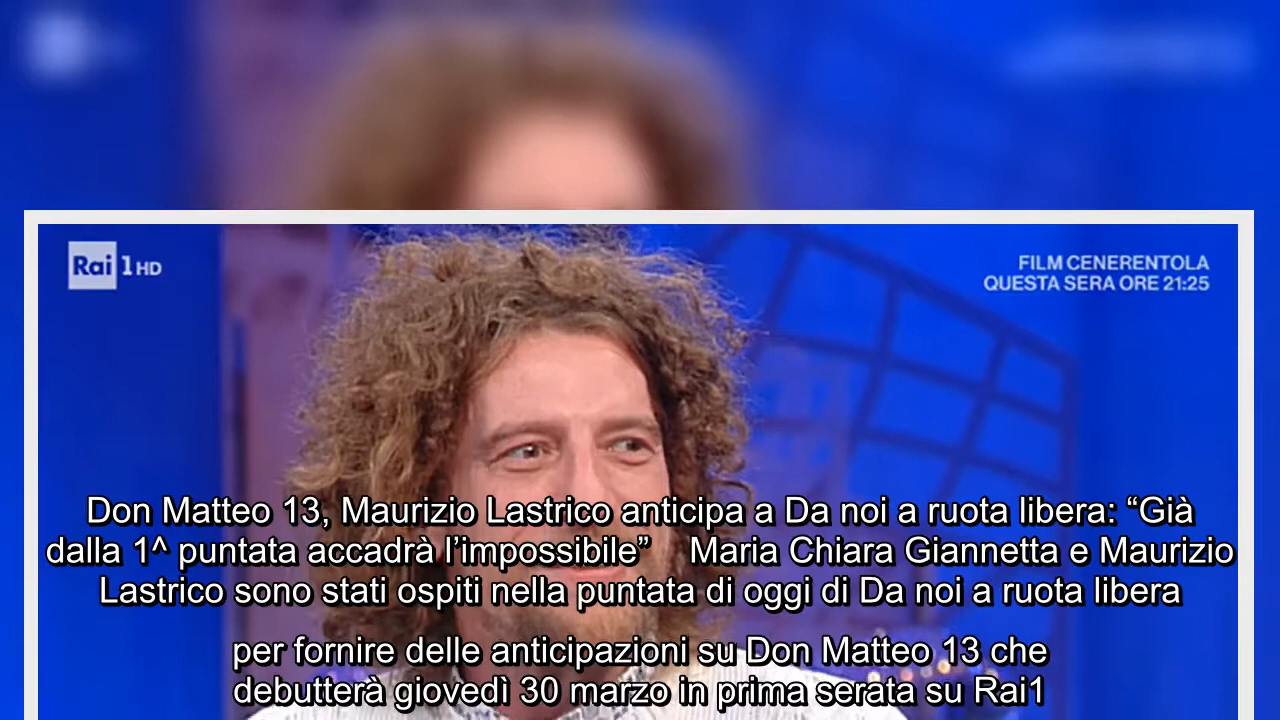 Rai 1 HD
FILM CENERENTOLA
QUESTA SERA ORE 21:25
Don Matteo 13, Maurizio Lastrico anticipa a Da noi a ruota libera: “Già
dalla 1^ puntata accadrà l’impossibile” Maria Chiara Giannetta e Maurizio
Lastrico sono stati ospiti nella puntata di oggi di Da noi a ruota libera
per fornire delle anticipazioni su Don Matteo 13 che
debutterà giovedì 30 marzo in prima serata su Rai1